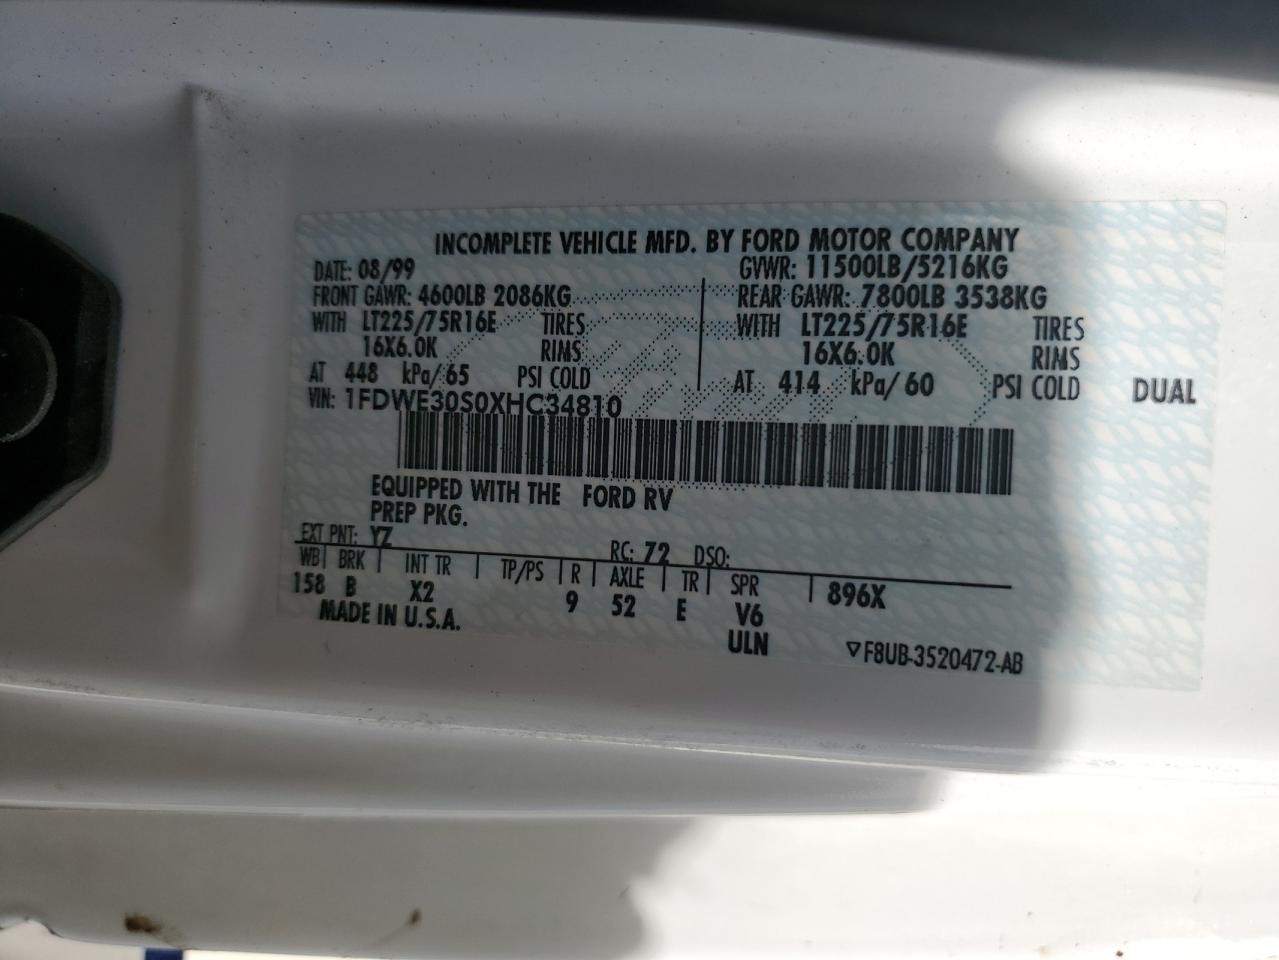 INCOMPLETE VEHICLE MFD. BY FORD MOTOR COMPANY
DATE: 08/99 GVWR: 11500LB/5216KG
FRONT GAWR: 4600LB 2086KG REAR GAWR: 7800LB 3538KG
WITH LT225/75R16E TIRES WITH LT225/75R16E TIRES
16X6.0K RIMS 16X6.0K RIMS
AT 448 kPa/65 PSI COLD AT 414 kPa/60 PSI COLD DUAL
VIN: 1FDWE30S0XHC34810
EQUIPPED WITH THE FORD RV
PREP PKG.
EXT PNT: YZ RC: 72 DSO:
WB BRK INT TR TP/PS R AXLE TR SPR 896X
158 B X2 9 52 E V6
MADE IN U.S.A. ULN
F8UB-3520472-AB